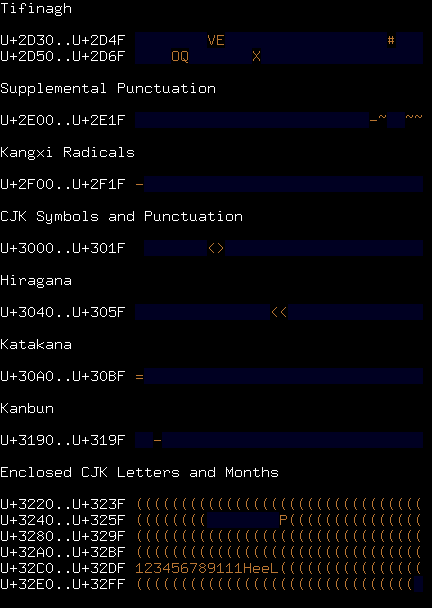 Tifinagh
U+2D30..U+2D4F VE #
U+2D50..U+2D6F OQ X
Supplemental Punctuation
U+2E00..U+2E1F -~ ~~
Kangxi Radicals
U+2F00..U+2F1F -
CJK Symbols and Punctuation
U+3000..U+301F <>
Hiragana
U+3040..U+305F <<
Katakana
U+30A0..U+30BF =
Kanbun
U+3190..U+319F -
Enclosed CJK Letters and Months
U+3220..U+323F ((((((((((((((((((((((((((((((((
U+3240..U+325F (((((((( P(((((((((((((((
U+3280..U+329F ((((((((((((((((((((((((((((((((
U+32A0..U+32BF ((((((((((((((((((((((((((((((((
U+32C0..U+32DF 123456789111HeeL((((((((((((((((
U+32E0..U+32FF (((((((((((((((((((((((((((((((